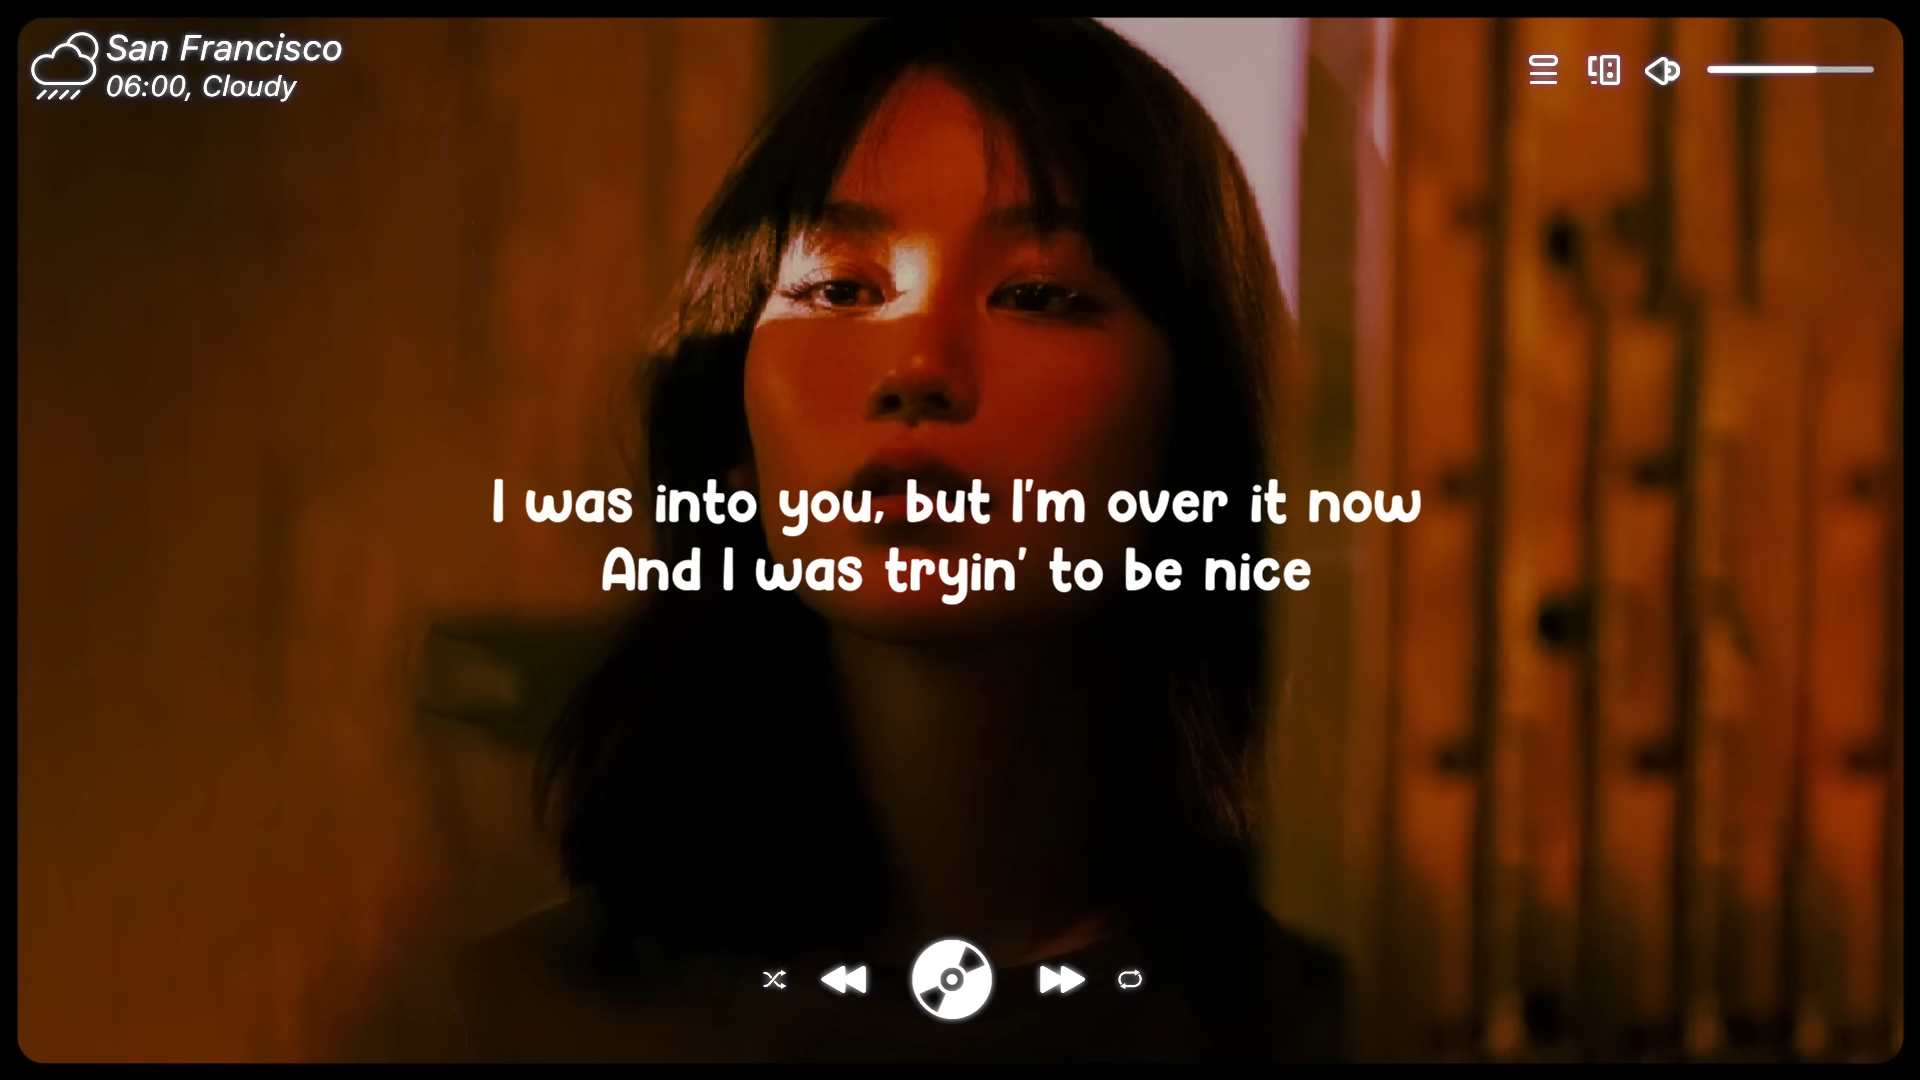 San Francisco
06:00, Cloudy
I was into you, but I'm over it now
And I was tryin' to be nice